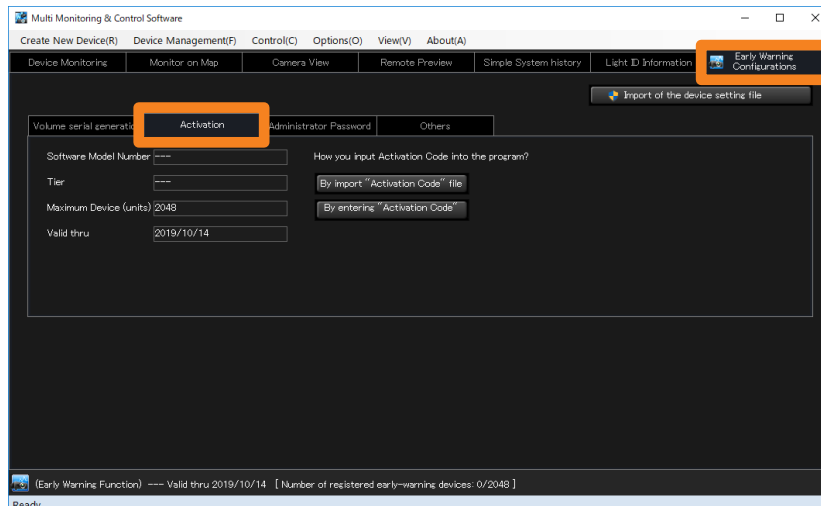 Multi Monitoring & Control Software
Create New Device(R) Device Management(F) Control(C) Options(O) View(V) About(A)
Device Monitoring Monitor on Map Camera View Remote Preview Simple System history Light ID Information Early Warning
Configurations
Import of the device setting file
Volume serial generatio Activation Administrator Password Others
Software Model Number --- How you input Activation Code into the program?
Tier --- By import "Activation Code" file
Maximum Device (units) 2048 By entering "Activation Code"
Valid thru 2019/10/14
(Early Warning Function) --- Valid thru 2019/10/14 [ Number of registered early-warning devices: 0/2048 ]
Ready